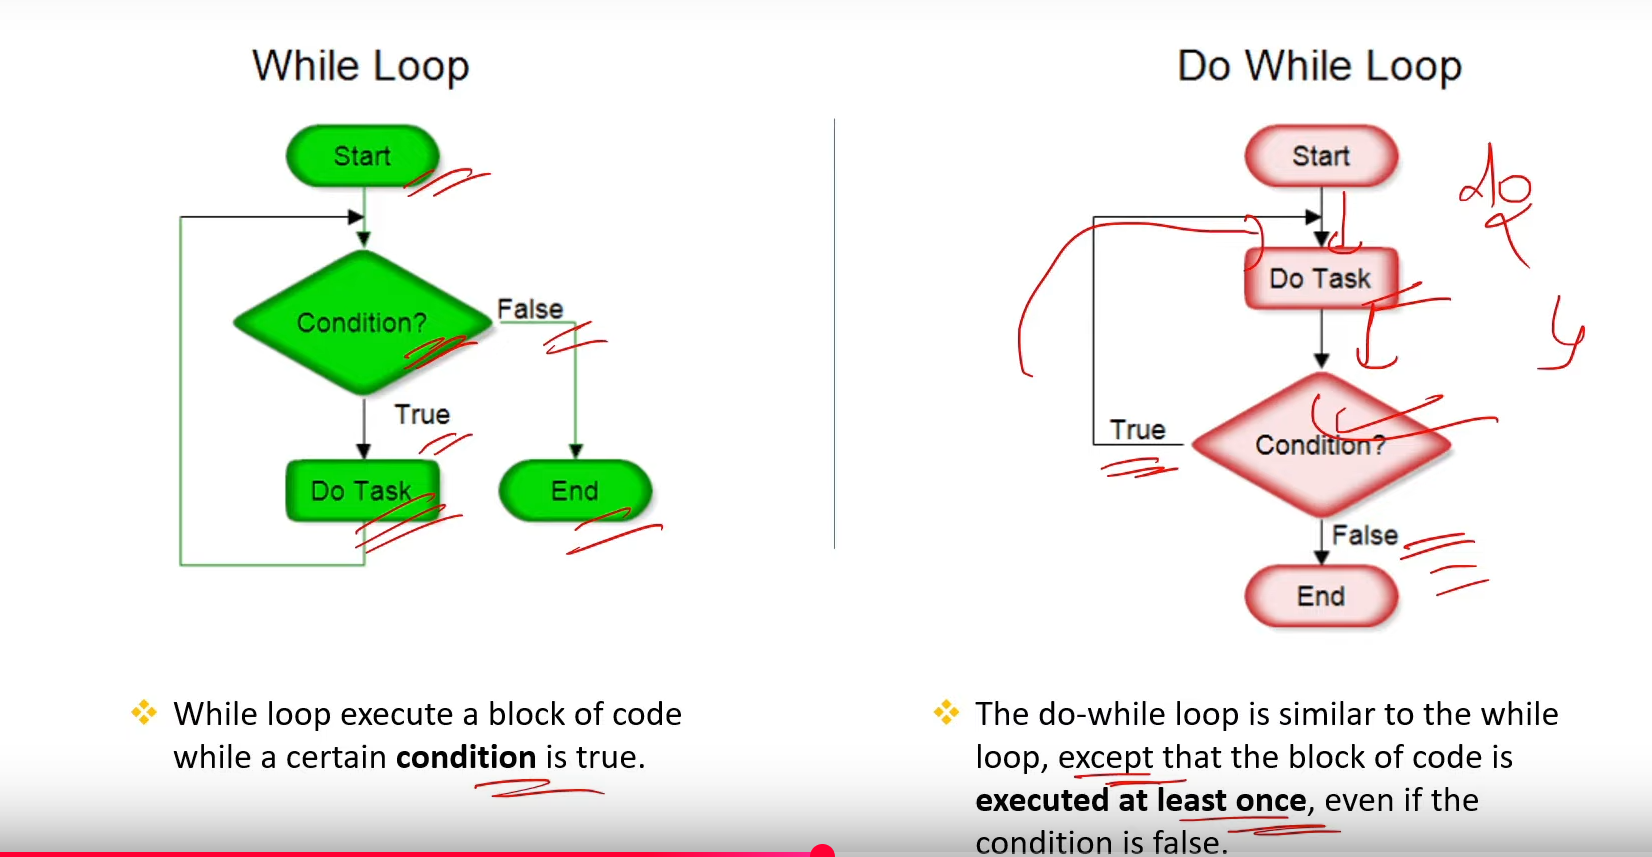 While Loop
Start
Condition?
False
True
Do Task
End
While loop execute a block of code
while a certain condition is true.
Do While Loop
Start
do
Do Task
True
Condition?
False
End
The do-while loop is similar to the while
loop, except that the block of code is
executed at least once, even if the
condition is false.